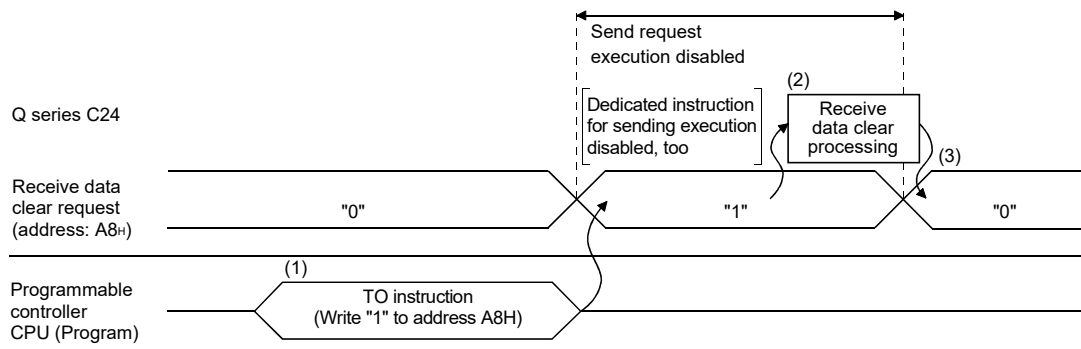 Send request
execution disabled
(2)
Q series C24
Dedicated instruction
for sending execution
disabled, too
Receive
data clear
processing
(3)
Receive data
clear request
(address: A8H)
"0"
"1"
"0"
(1)
Programmable
controller
CPU (Program)
TO instruction
(Write "1" to address A8H)